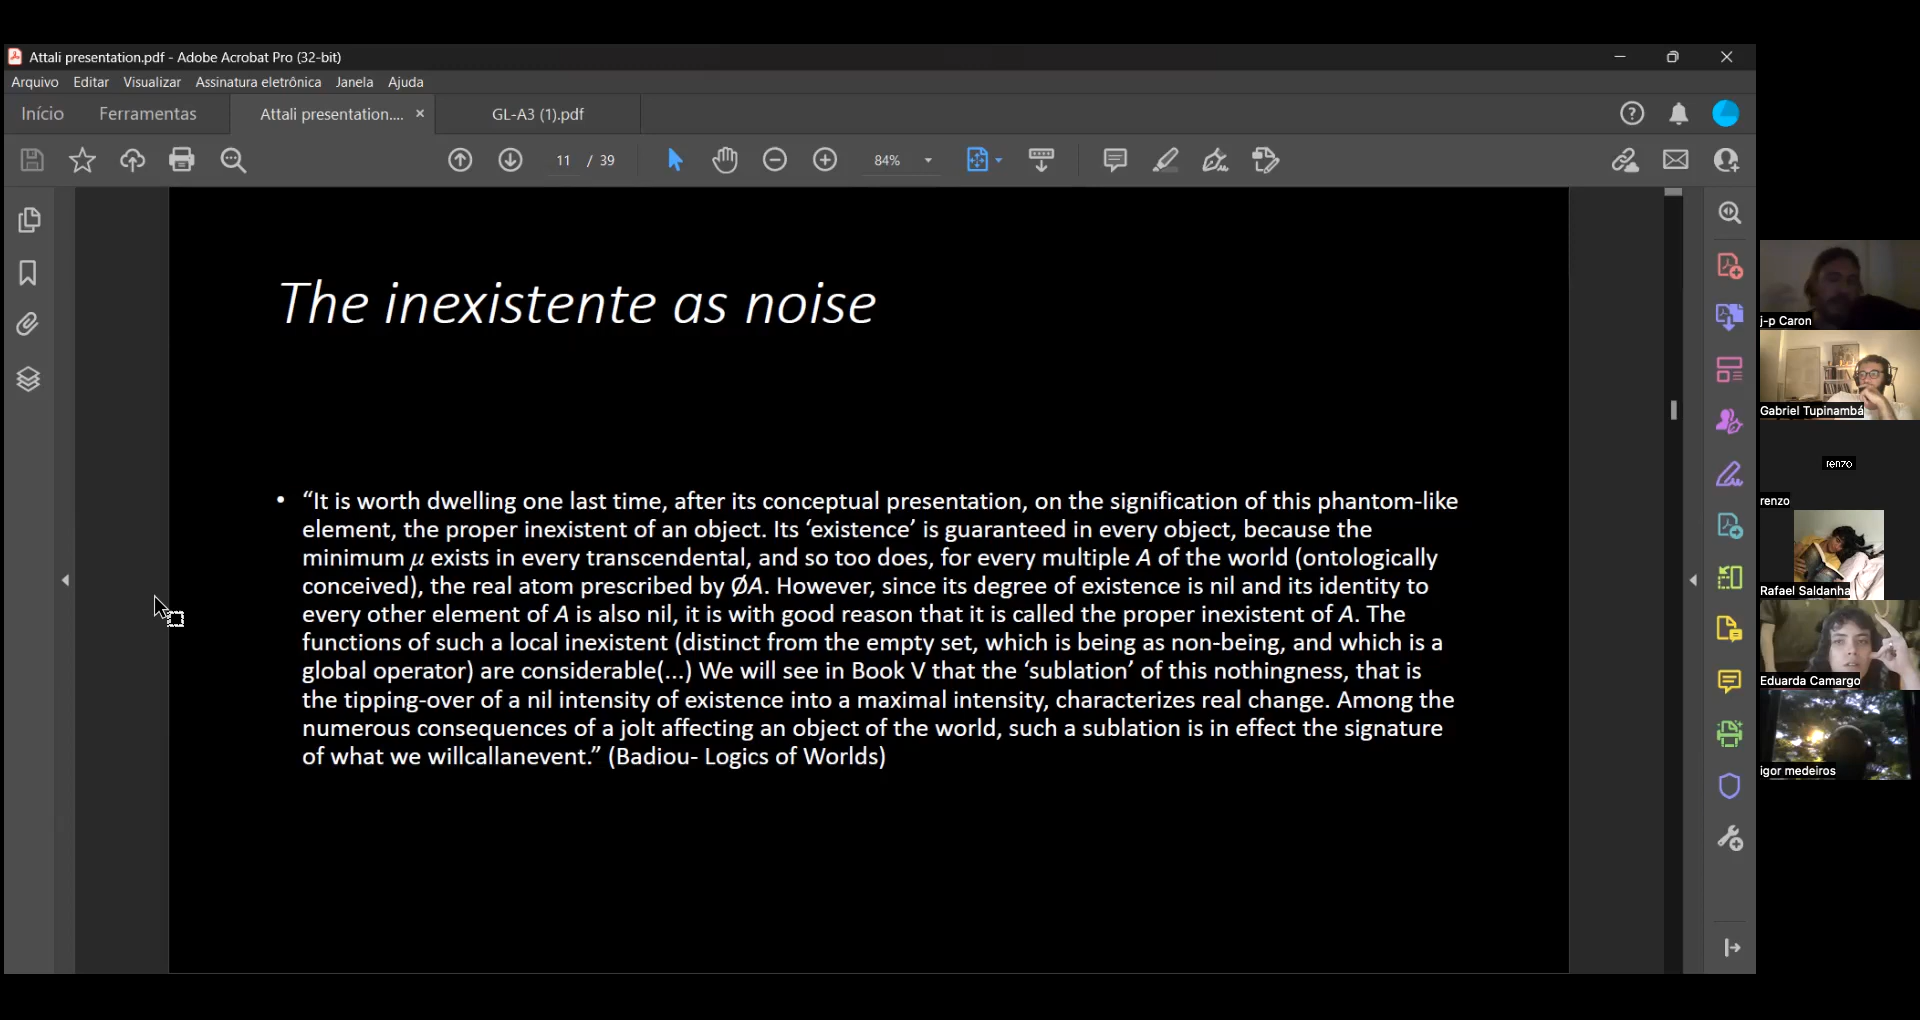 Attali presentation.pdf - Adobe Acrobat Pro (32-bit)
Arquivo Editar Visualizar Assinatura eletrônica Janela Ajuda
Início Ferramentas Attali presentation.... × GL-A3 (1).pdf
11 / 39 84%
The inexistente as noise
• “It is worth dwelling one last time, after its conceptual presentation, on the signification of this phantom-like
element, the proper inexistent of an object. Its ‘existence’ is guaranteed in every object, because the
minimum μ exists in every transcendental, and so too does, for every multiple A of the world (ontologically
conceived), the real atom prescribed by ØA. However, since its degree of existence is nil and its identity to
every other element of A is also nil, it is with good reason that it is called the proper inexistent of A. The
functions of such a local inexistent (distinct from the empty set, which is being as non-being, and which is a
global operator) are considerable(...) We will see in Book V that the ‘sublation’ of this nothingness, that is
the tipping-over of a nil intensity of existence into a maximal intensity, characterizes real change. Among the
numerous consequences of a jolt affecting an object of the world, such a sublation is in effect the signature
of what we willcallanevent.” (Badiou- Logics of Worlds)
j-p Caron
Gabriel Tupinambá
renzo
renzo
Rafael Saldanha
Eduarda Camargo
igor medeiros